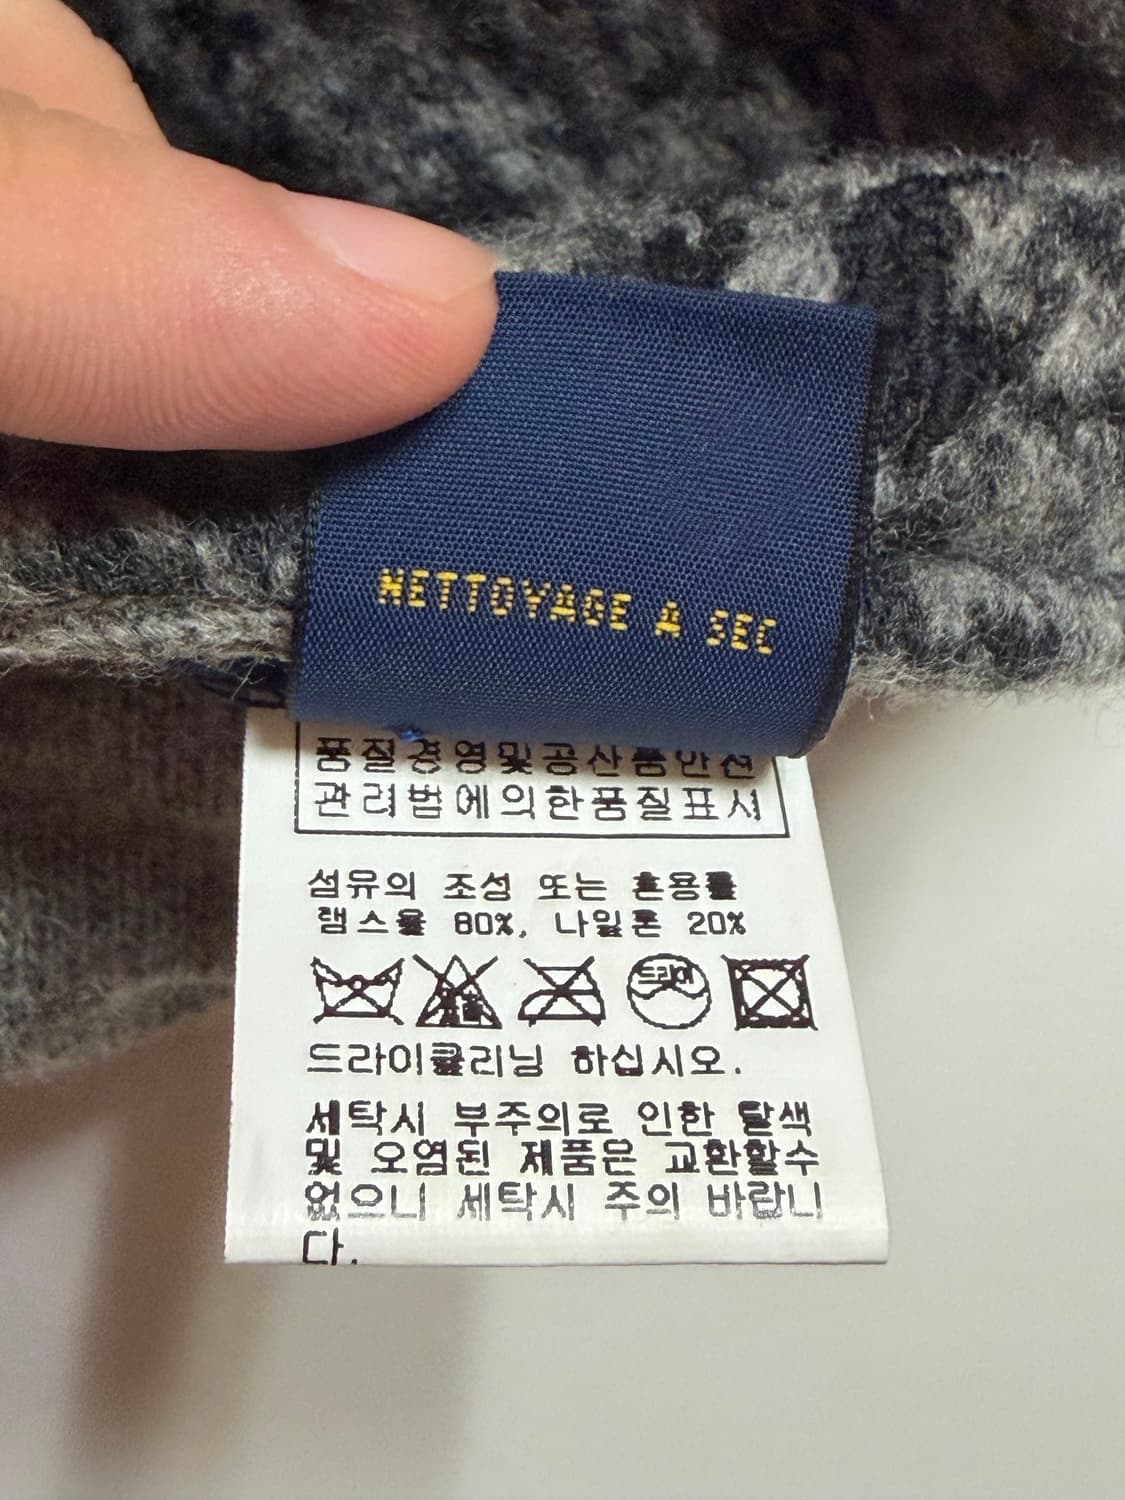 NETTOYAGE A SEC
품질경영및공산품안전
관리법에의한품질표시
섬유의 조성 또는 혼용률
램스울 80%, 나일론 20%
드라이
드라이크리닝 하십시오.
세탁시 부주의로 인한 탈색
및 오염된 제품은 교환할수
없으니 세탁시 주의 바랍니
다.